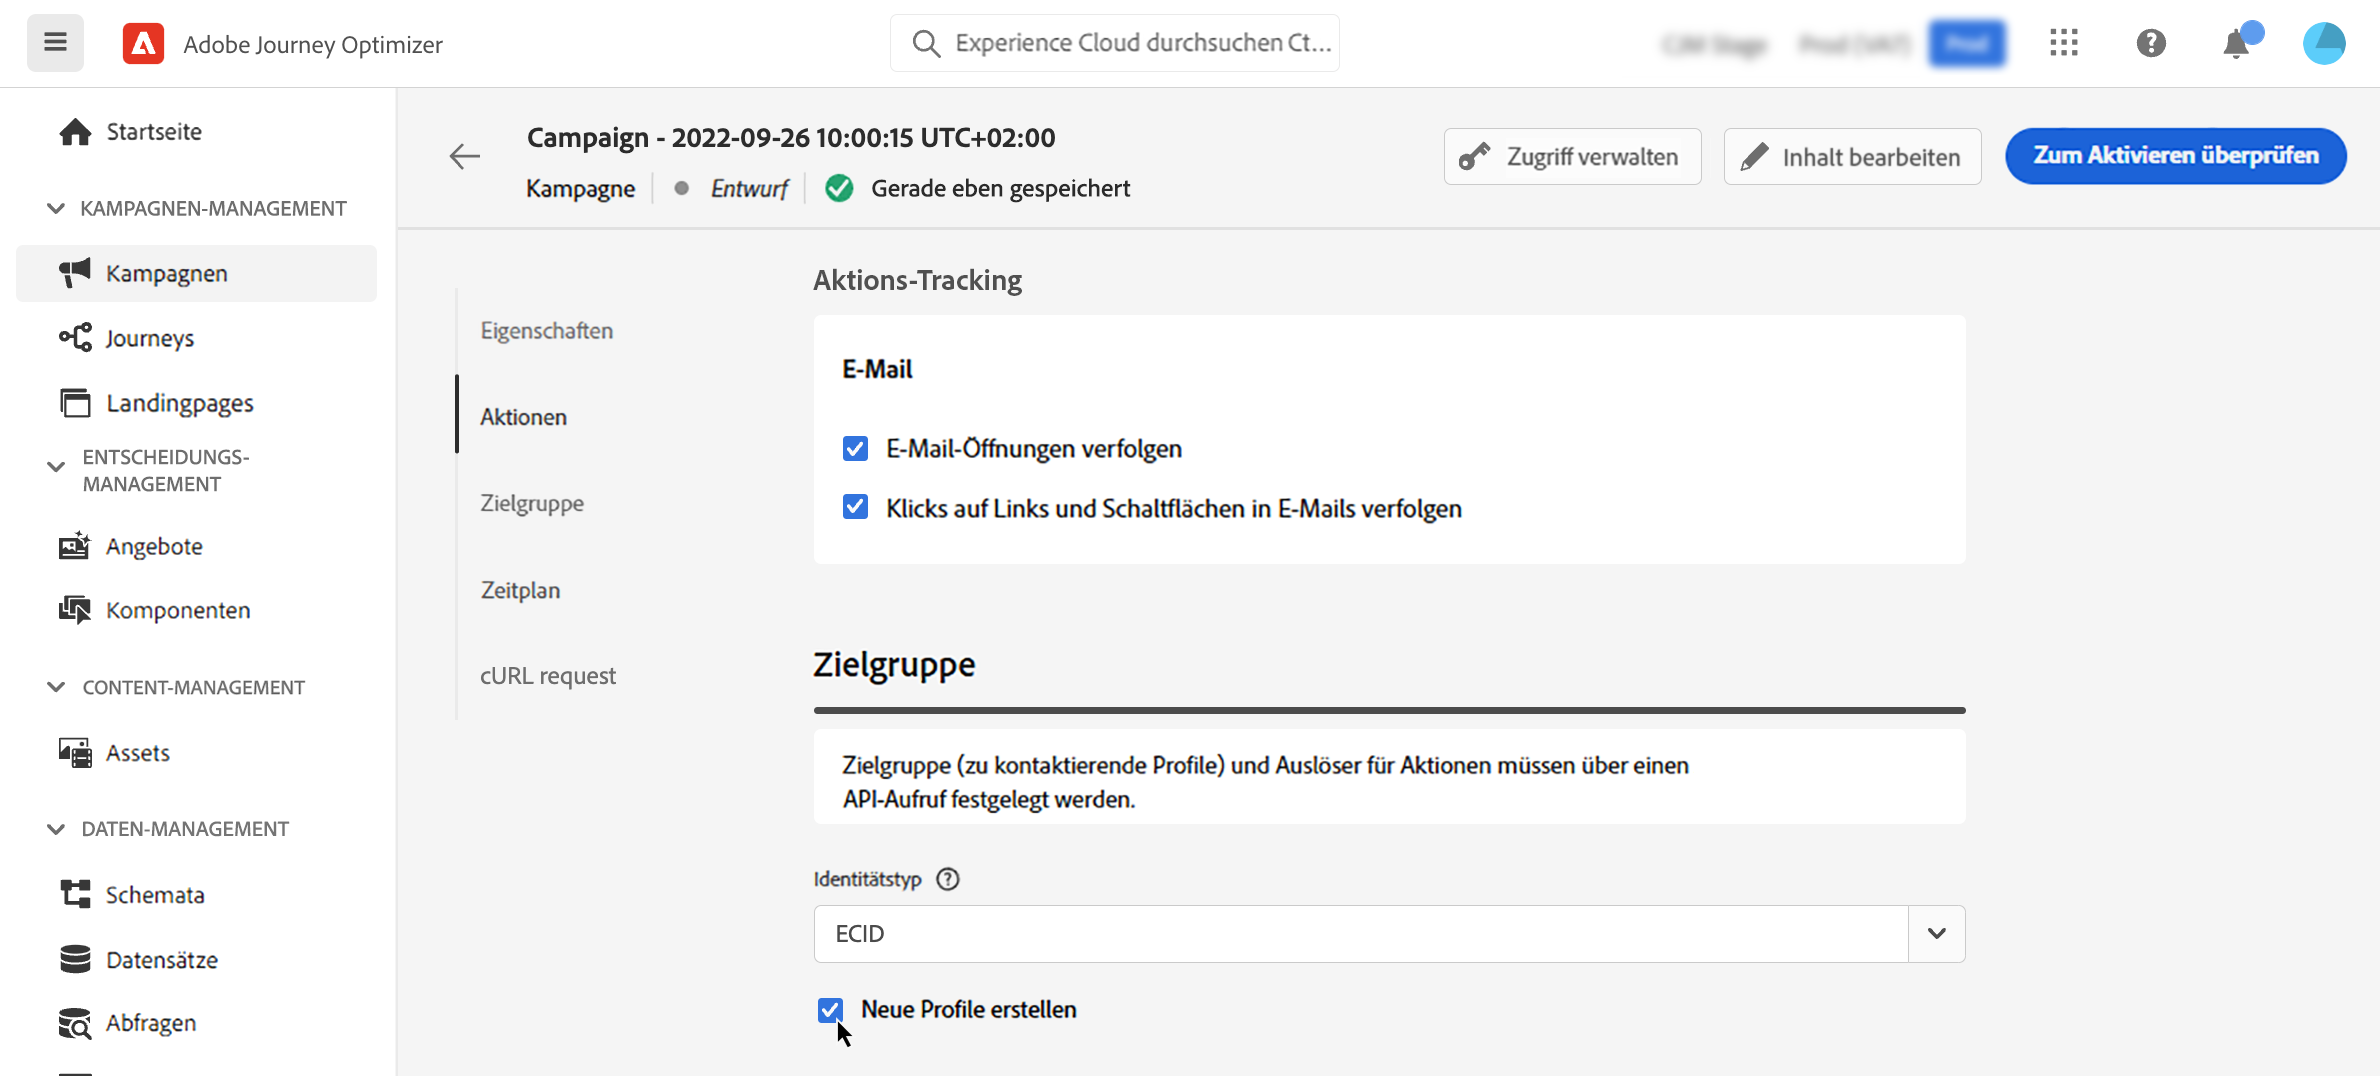 Adobe Journey Optimizer
Experience Cloud durchsuchen Ct...
Startseite
KAMPAGNEN-MANAGEMENT
Kampagnen
Journeys
Landingpages
ENTSCHEIDUNGS-
MANAGEMENT
Angebote
Komponenten
CONTENT-MANAGEMENT
Assets
DATEN-MANAGEMENT
Schemata
Datensätze
Abfragen
Campaign - 2022-09-26 10:00:15 UTC+02:00
Kampagne
Entwurf
Gerade eben gespeichert
Zugriff verwalten
Inhalt bearbeiten
Zum Aktivieren überprüfen
Eigenschaften
Aktionen
Zielgruppe
Zeitplan
cURL request
Aktions-Tracking
E-Mail
E-Mail-Öffnungen verfolgen
Klicks auf Links und Schaltflächen in E-Mails verfolgen
Zielgruppe
Zielgruppe (zu kontaktierende Profile) und Auslöser für Aktionen müssen über einen
API-Aufruf festgelegt werden.
Identitätstyp
ECID
Neue Profile erstellen